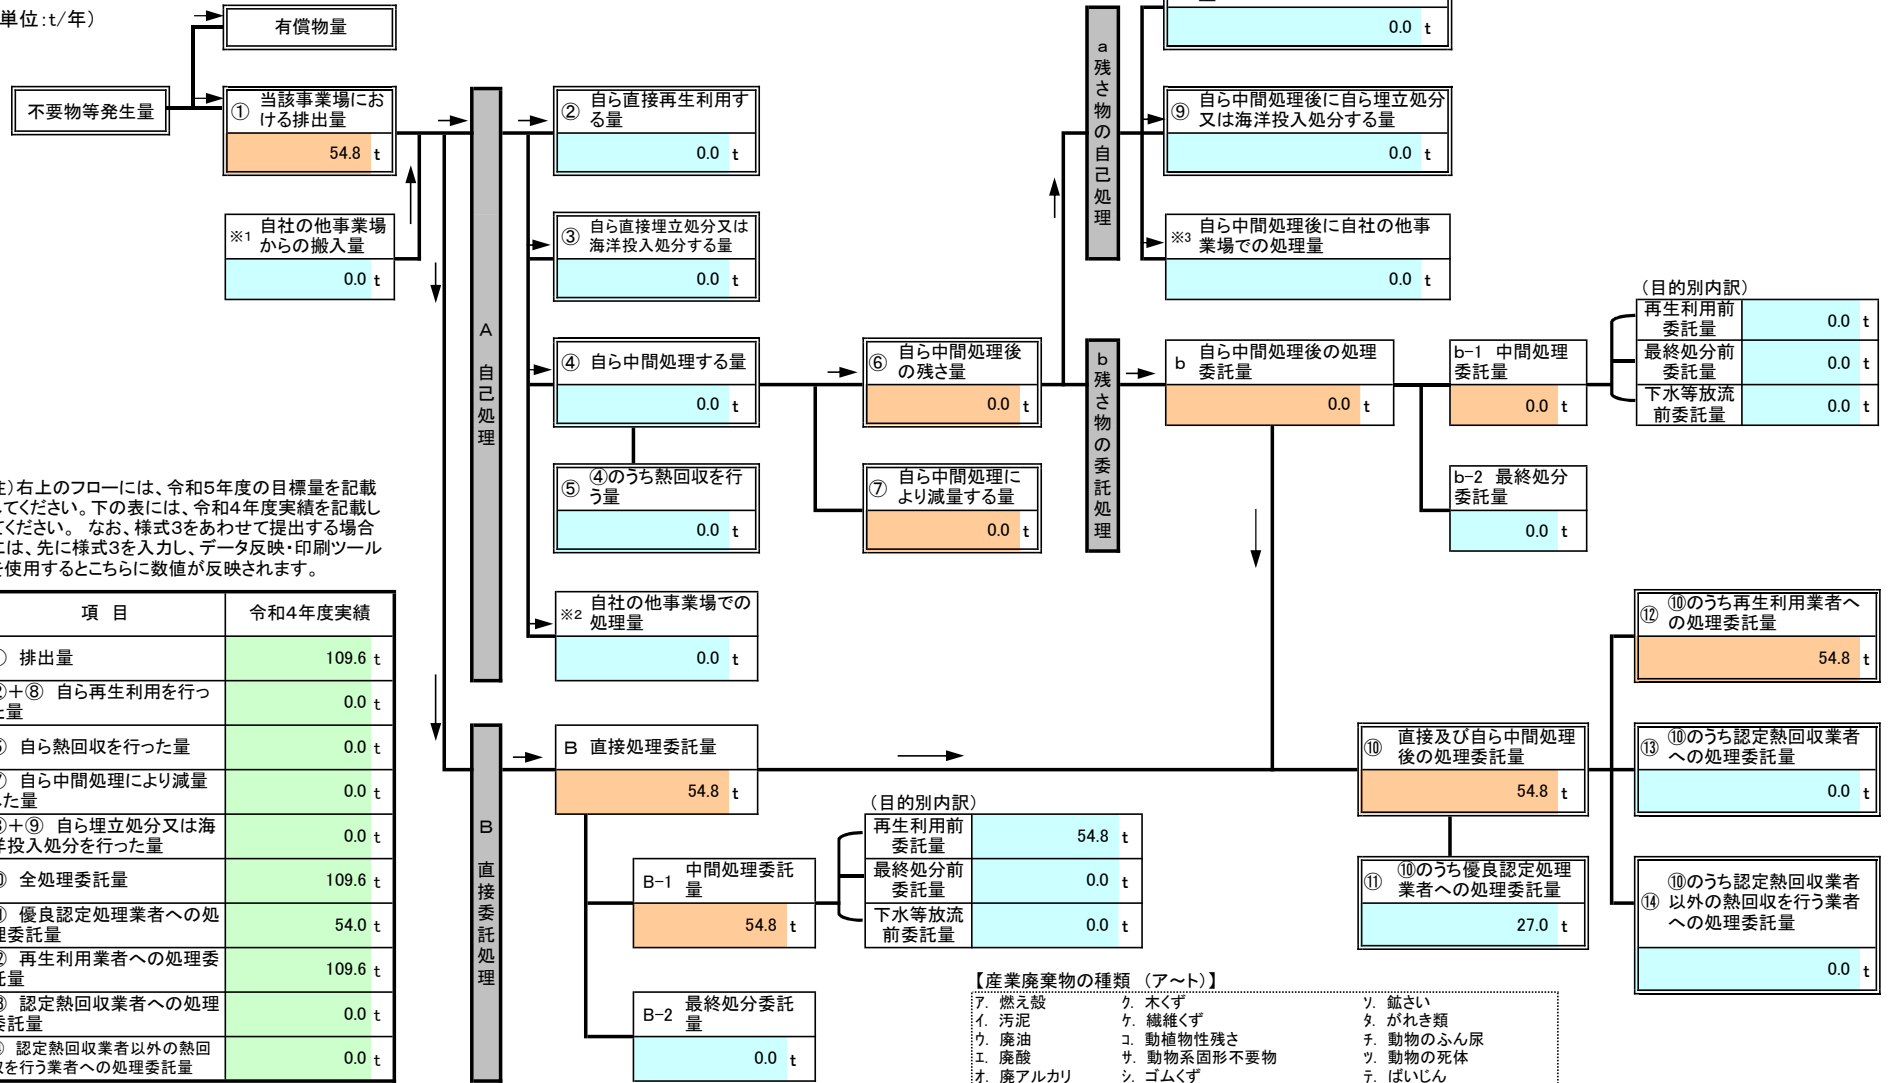 単位:t/年)
有償物量
不要物等発生量
① 当該事業場にお
ける排出量
54.8 t
※1 自社の他事業場
からの搬入量
0.0 t
A 自己処理
② 自ら直接再生利用す
る量
0.0 t
③ 自ら直接埋立処分又は
海洋投入処分する量
0.0 t
④ 自ら中間処理する量
0.0 t
⑤ ④のうち熱回収を行
う量
0.0 t
※2 自社の他事業場での
処理量
0.0 t
⑥ 自ら中間処理後
の残さ量
0.0 t
⑦ 自ら中間処理に
より減量する量
0.0 t
a 残さ物の自己処理
0.0 t
⑨ 自ら中間処理後に自ら埋立処分
又は海洋投入処分する量
0.0 t
※3 自ら中間処理後に自社の他事
業場での処理量
0.0 t
b 残さ物の委託処理
b 自ら中間処理後の処理
委託量
0.0 t
b-1 中間処理
委託量
0.0 t
b-2 最終処分
委託量
0.0 t
(目的別内訳)
再生利用前
委託量 0.0 t
最終処分前
委託量 0.0 t
下水等放流
前委託量 0.0 t
)右上のフローには、令和5年度の目標量を記載
してください。下の表には、令和4年度実績を記載し
てください。 なお、様式3をあわせて提出する場合
には、先に様式3を入力し、データ反映・印刷ツール
を使用するとこちらに数値が反映されます。
項 目 令和4年度実績
排出量 109.6 t
+⑧ 自ら再生利用を行っ
た量 0.0 t
自ら熱回収を行った量 0.0 t
自ら中間処理により減量
した量 0.0 t
+⑨ 自ら埋立処分又は海
洋投入処分を行った量 0.0 t
全処理委託量 109.6 t
優良認定処理業者への処
理委託量 54.0 t
再生利用業者への処理委
託量 109.6 t
認定熱回収業者への処理
委託量 0.0 t
認定熱回収業者以外の熱回
収を行う業者への処理委託量 0.0 t
B 直接委託処理
B 直接処理委託量
54.8 t
B-1 中間処理委託
量
54.8 t
B-2 最終処分委託
量
0.0 t
(目的別内訳)
再生利用前
委託量 54.8 t
最終処分前
委託量 0.0 t
下水等放流
前委託量 0.0 t
⑩ 直接及び自ら中間処理
後の処理委託量
54.8 t
⑪ ⑩のうち優良認定処理
業者への処理委託量
27.0 t
⑫ ⑩のうち再生利用業者へ
の処理委託量
54.8 t
⑬ ⑩のうち認定熱回収業者
への処理委託量
0.0 t
⑭ ⑩のうち認定熱回収業者
以外の熱回収を行う業者
への処理委託量
0.0 t
【産業廃棄物の種類 (ア~ト)】
ア. 燃え殻 ク. 木くず ソ. 鉱さい
イ. 汚泥 ケ. 繊維くず タ. がれき類
ウ. 廃油 コ. 動植物性残さ チ. 動物のふん尿
エ. 廃酸 サ. 動物系固形不要物 ツ. 動物の死体
オ. 廃アルカリ シ. ゴムくず テ. ばいじん